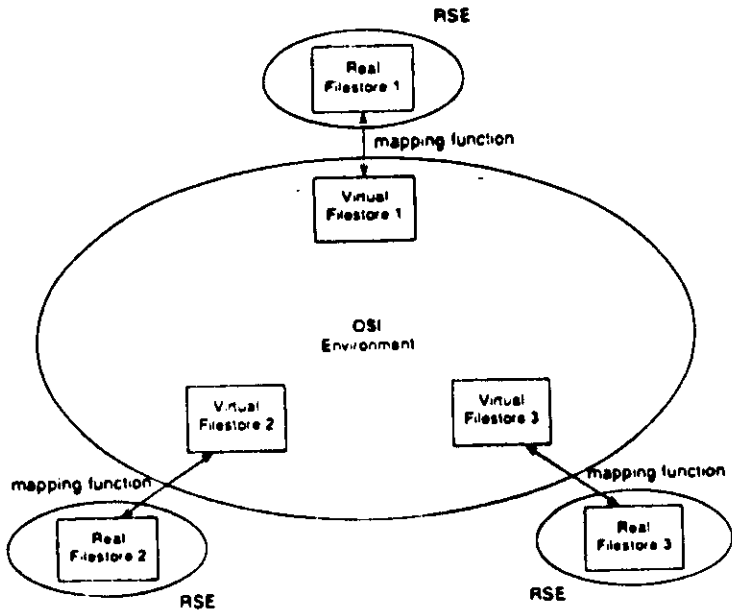 RSE
Real
Filestore 1
mapping function
Virtual
Filestore 1
OSI
Environment
Virtual
Filestore 2
Virtual
Filestore 3
mapping function
mapping function
Real
Filestore 2
Real
Filestore 3
RSE
RSE